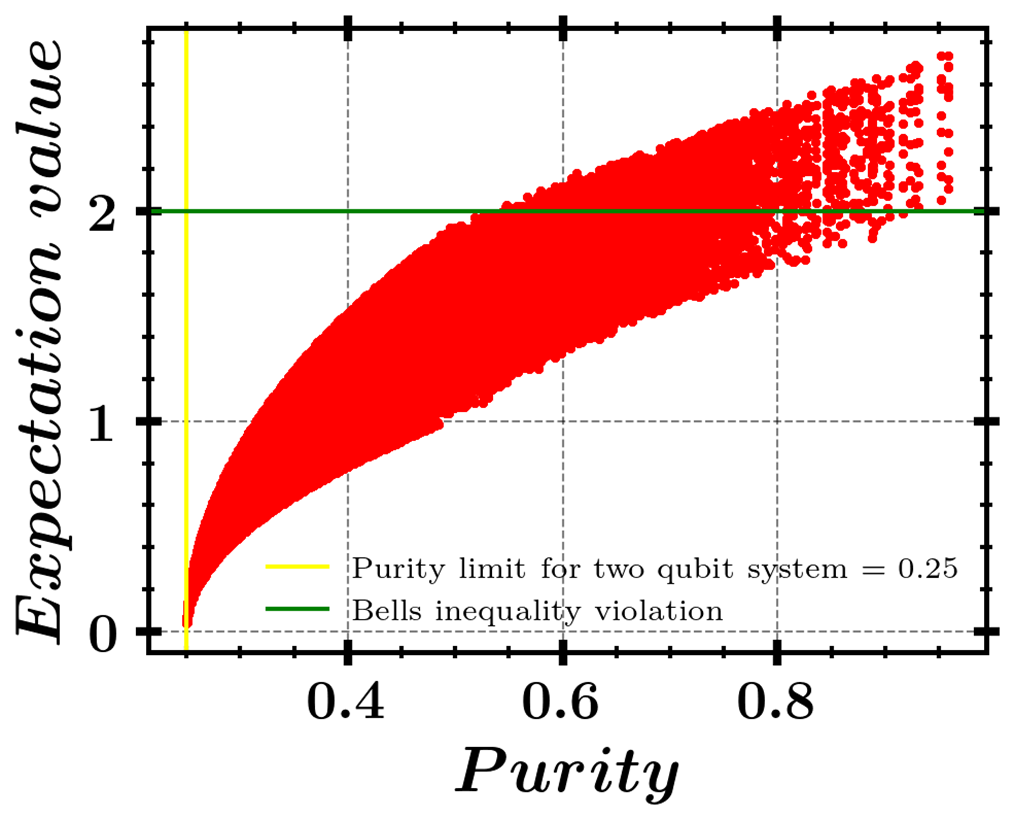 Expectation value
2
1
0
Purity limit for two qubit system = 0.25
Bells inequality violation
0.4 0.6 0.8
Purity